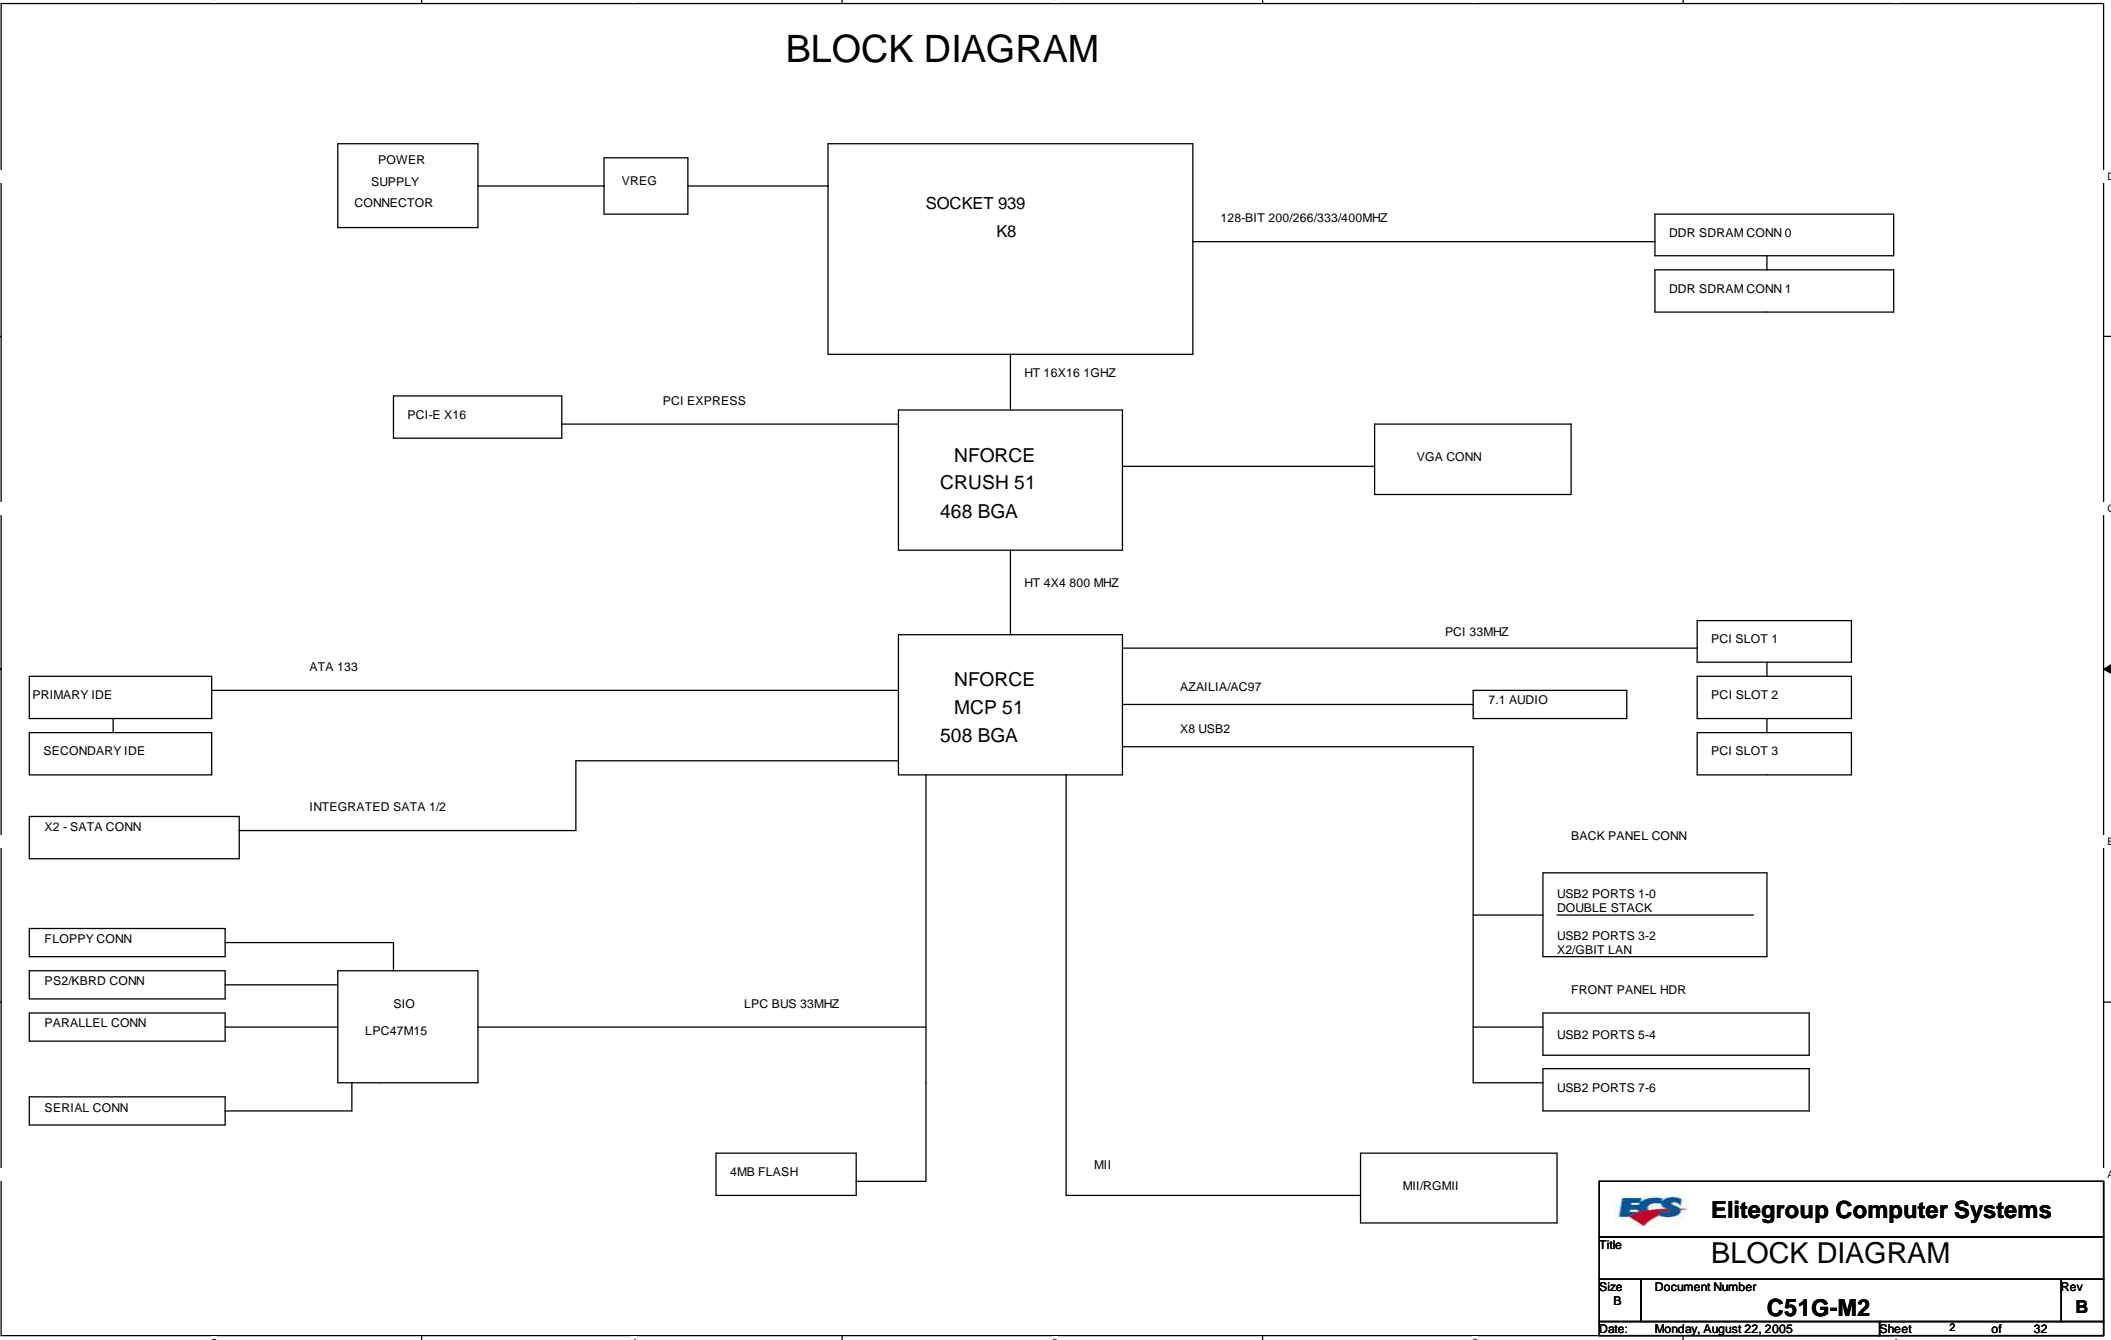 BLOCK DIAGRAM
POWER
SUPPLY
CONNECTOR
VREG
SOCKET 939
K8
128-BIT 200/266/333/400MHZ
DDR SDRAM CONN 0
DDR SDRAM CONN 1
HT 16X16 1GHZ
PCI-E X16
PCI EXPRESS
NFORCE
CRUSH 51
468 BGA
VGA CONN
HT 4X4 800 MHZ
PCI 33MHZ
PCI SLOT 1
PCI SLOT 2
PCI SLOT 3
ATA 133
PRIMARY IDE
SECONDARY IDE
NFORCE
MCP 51
508 BGA
AZAILIA/AC97
7.1 AUDIO
X8 USB2
INTEGRATED SATA 1/2
X2 - SATA CONN
BACK PANEL CONN
USB2 PORTS 1-0
DOUBLE STACK
USB2 PORTS 3-2
X2/GBIT LAN
FRONT PANEL HDR
USB2 PORTS 5-4
USB2 PORTS 7-6
FLOPPY CONN
PS2/KBRD CONN
PARALLEL CONN
SERIAL CONN
SIO
LPC47M15
LPC BUS 33MHZ
4MB FLASH
MII
MII/RGMII
ECS Elitegroup Computer Systems
Title
BLOCK DIAGRAM
Size Document Number Rev
B C51G-M2 B
Date: Monday, August 22, 2005 Sheet 2 of 32